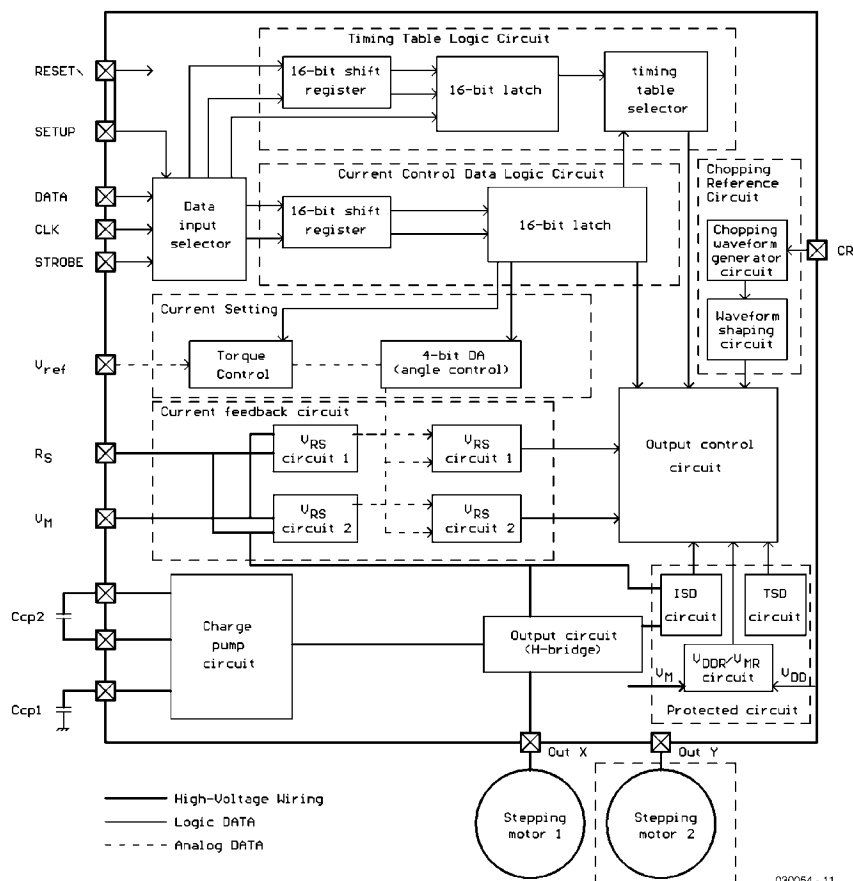 Timing Table Logic Circuit
RESET\
16-bit shift
register
16-bit latch
timing
table
selector
SETUP
DATA
CLK
STROBE
Data
input
selector
Current Control Data Logic Circuit
16-bit shift
register
16-bit latch
Chopping
Reference
Circuit
Chopping
waveform
generator
circuit
CR
Waveform
shaping
circuit
Current Setting
Vref
Torque
Control
4-bit DA
(angle control)
Current feedback circuit
RS
VRS
circuit 1
VRS
circuit 1
Output control
circuit
VM
VRS
circuit 2
VRS
circuit 2
Ccp2
Ccp1
Charge
pump
circuit
Output circuit
(H-bridge)
ISD
circuit
TSD
circuit
VDDR/VMR
circuit
VM
VDD
Protected circuit
Out X
Out Y
Stepping
motor 1
Stepping
motor 2
High-Voltage Wiring
Logic DATA
Analog DATA
030054 - 11